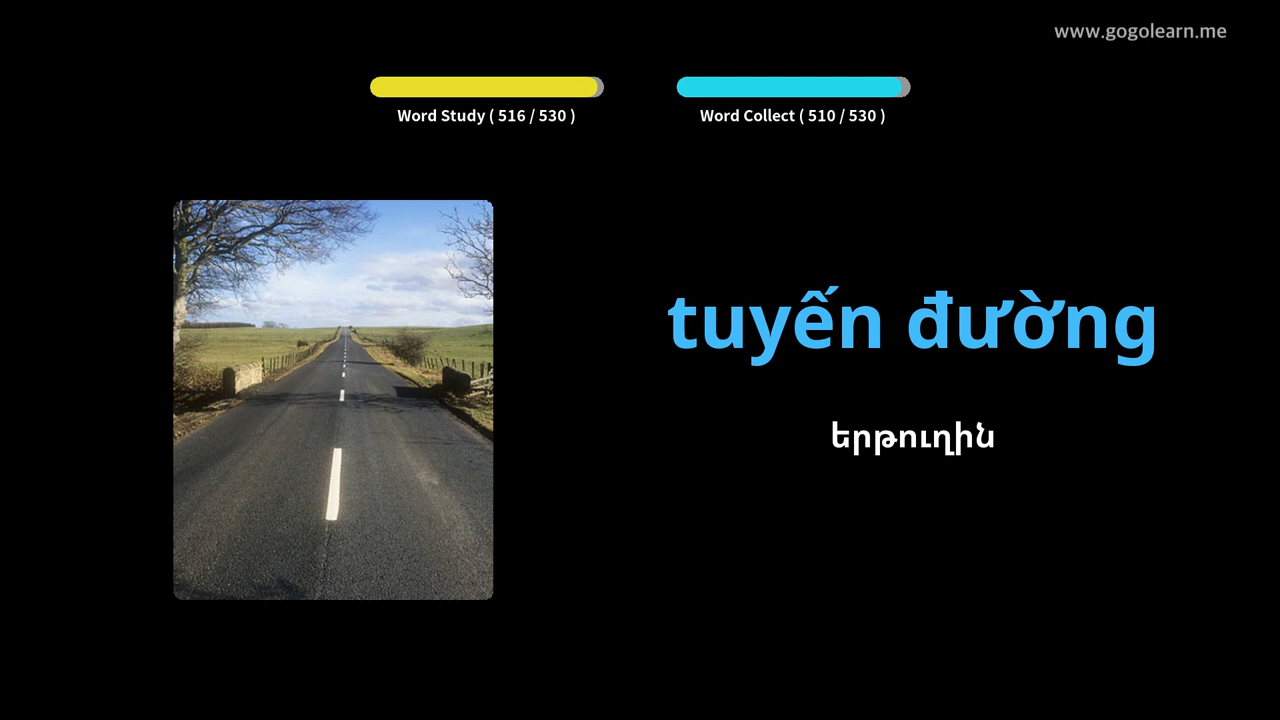 www.gogolearn.me
Word Study ( 516 / 530 )
Word Collect ( 510 / 530 )
tuyến đường
երթուղին